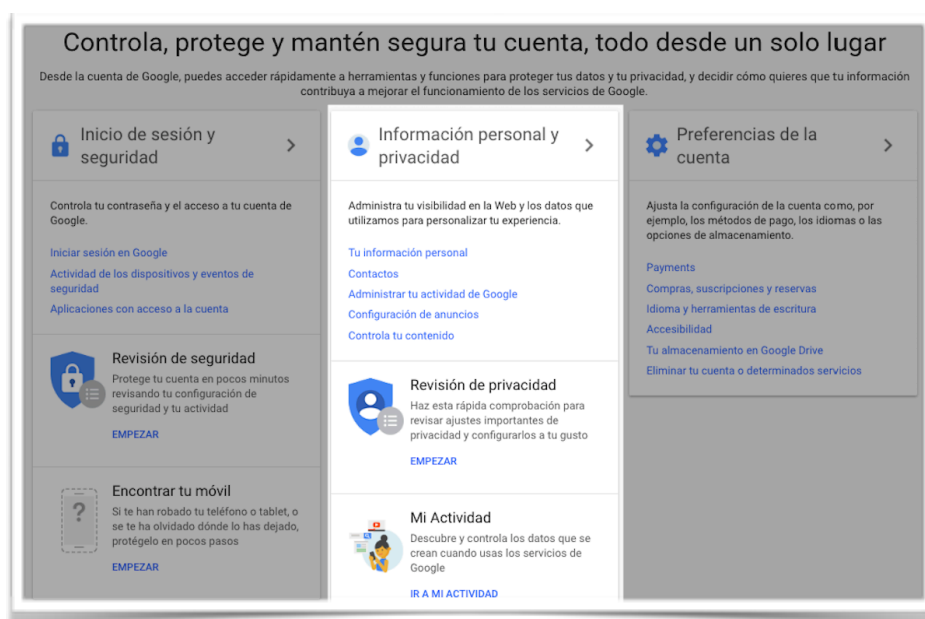 Controla, protege y mantén segura tu cuenta, todo desde un solo lugar
Desde la cuenta de Google, puedes acceder rápidamente a herramientas y funciones para proteger tus datos y tu privacidad, y decidir cómo quieres que tu información
contribuya a mejorar el funcionamiento de los servicios de Google.
Inicio de sesión y
seguridad
Controla tu contraseña y el acceso a tu cuenta de
Google.
Iniciar sesión en Google
Actividad de los dispositivos y eventos de
seguridad
Aplicaciones con acceso a la cuenta
Revisión de seguridad
Protege tu cuenta en pocos minutos
revisando tu configuración de
seguridad y tu actividad
EMPEZAR
Encontrar tu móvil
Si te han robado tu teléfono o tablet, o
se te ha olvidado dónde lo has dejado,
protégelo en pocos pasos
EMPEZAR
Información personal y
privacidad
Administra tu visibilidad en la Web y los datos que
utilizamos para personalizar tu experiencia.
Tu información personal
Contactos
Administrar tu actividad de Google
Configuración de anuncios
Controla tu contenido
Revisión de privacidad
Haz esta rápida comprobación para
revisar ajustes importantes de
privacidad y configurarlos a tu gusto
EMPEZAR
Mi Actividad
Descubre y controla los datos que se
crean cuando usas los servicios de
Google
IR A MI ACTIVIDAD
Preferencias de la
cuenta
Ajusta la configuración de la cuenta como, por
ejemplo, los métodos de pago, los idiomas o las
opciones de almacenamiento.
Payments
Compras, suscripciones y reservas
Idioma y herramientas de escritura
Accesibilidad
Tu almacenamiento en Google Drive
Eliminar tu cuenta o determinados servicios